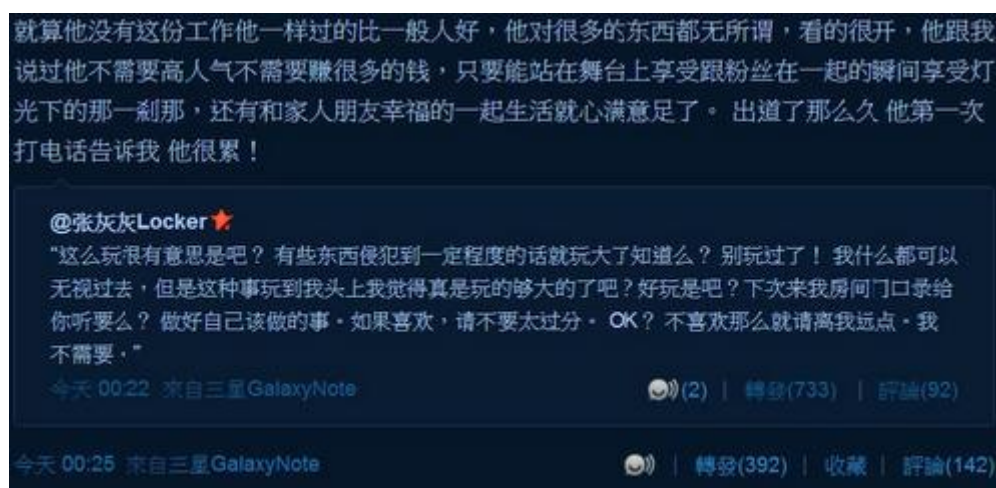 就算他没有这份工作他一样过的比一般人好，他对很多的东西都无所谓，看的很开，他跟我
说过他不需要高人气不需要赚很多的钱，只要能站在舞台上享受跟粉丝在一起的瞬间享受灯
光下的那一刹那，还有和家人朋友幸福的一起生活就心满意足了。 出道了那么久 他第一次
打电话告诉我 他很累！
@张灰灰Locker
“这么玩很有意思是吧？ 有些东西侵犯到一定程度的话就玩大了知道么？ 别玩过了！ 我什么都可以
无视过去，但是这种事玩到我头上我觉得真是玩的够大的了吧？好玩是吧？下次来我房间门口录给
你听要么？ 做好自己该做的事。如果喜欢，请不要太过分。 OK？ 不喜欢那么就请离我远点。我
不需要。”
今天 00:22 來自三星GalaxyNote (2) | 轉發(733) | 評論(92)
今天 00:25 來自三星GalaxyNote | 轉發(392) | 收藏 | 評論(142)